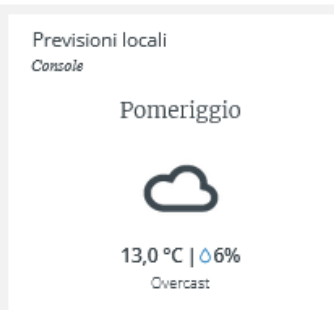 Previsioni locali
Console
Pomeriggio
13,0 °C | 6%
Overcast